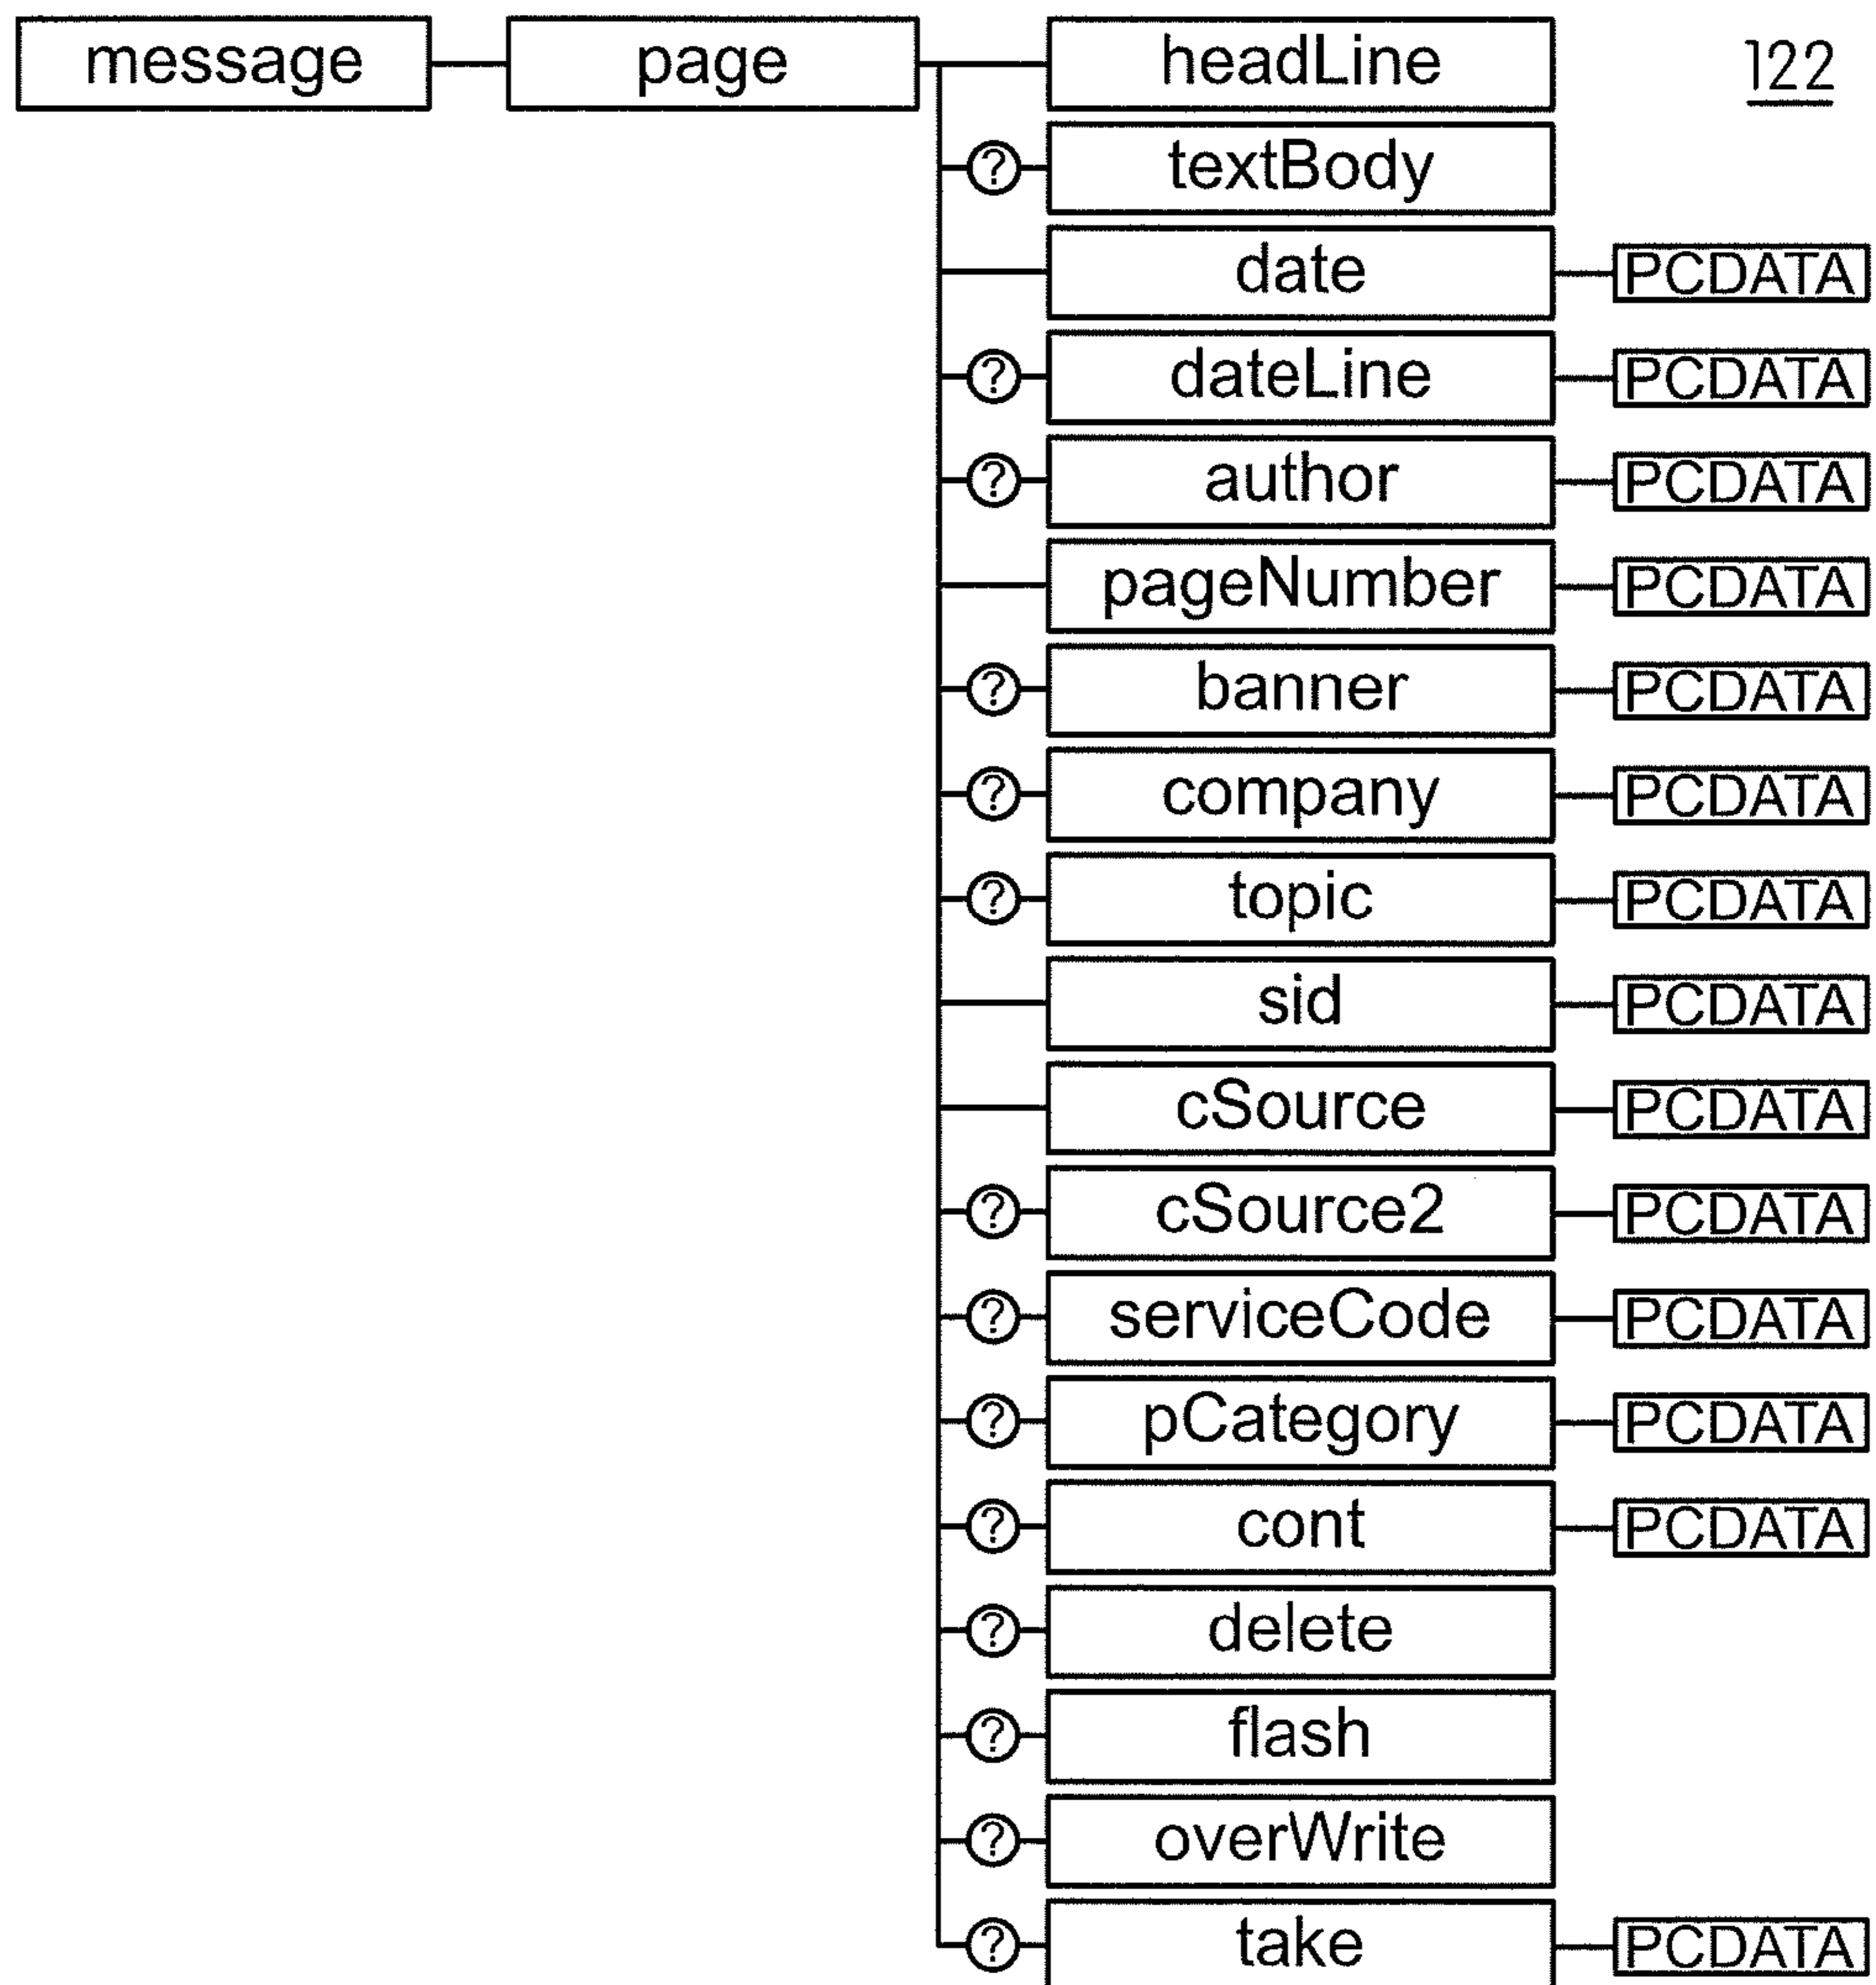 message page headLine 122
? textBody
date PCDATA
? dateLine PCDATA
? author PCDATA
pageNumber PCDATA
? banner PCDATA
? company PCDATA
? topic PCDATA
sid PCDATA
cSource PCDATA
? cSource2 PCDATA
? serviceCode PCDATA
? pCategory PCDATA
? cont PCDATA
? delete
? flash
? overWrite
? take PCDATA